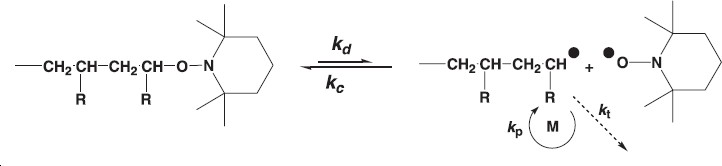 k_d
—CH₂·CH—CH₂·CH—O—N
k_c
R R
—CH₂·CH—CH₂·CH• + •O—N
R R
k_p M k_t